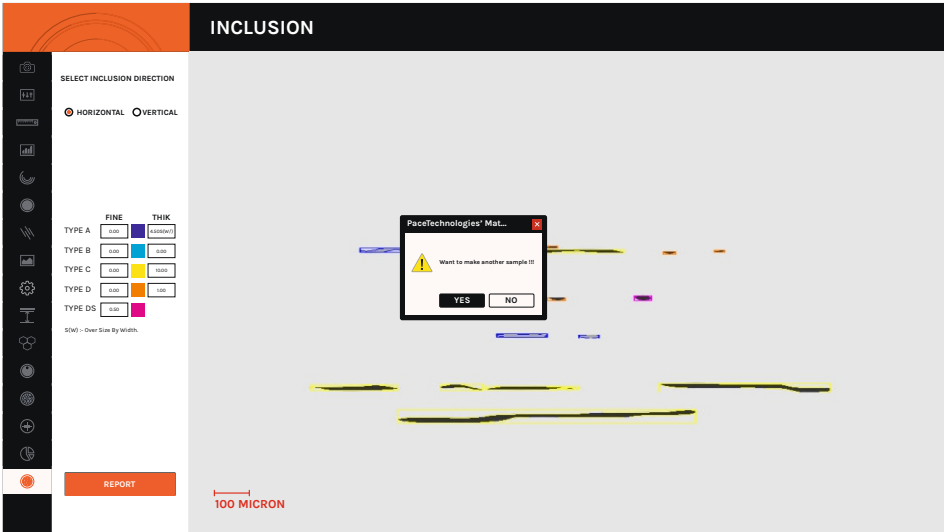 INCLUSION
SELECT INCLUSION DIRECTION
HORIZONTAL VERTICAL
FINE THIK
TYPE A 0.00
TYPE B 0.00 0.00
TYPE C 0.00 10.00
TYPE D 0.00 1.00
TYPE DS 0.50
S(W) :- Over Size By Width.
REPORT
PaceTechnologies' Mat...
Want to make another sample !!!
YES NO
100 MICRON